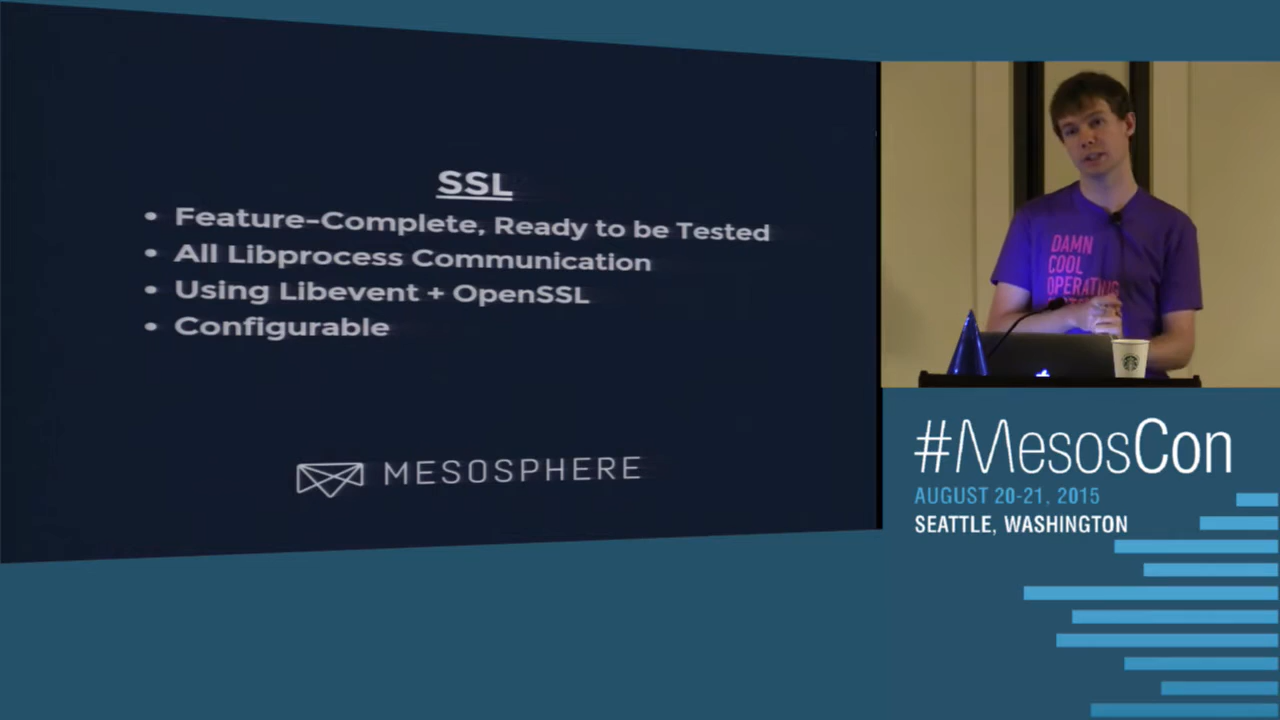 SSL
• Feature-Complete, Ready to be Tested
• All Libprocess Communication
• Using Libevent + OpenSSL
• Configurable
MESOSPHERE
DAMN
COOL
OPERATING
#MesosCon
AUGUST 20-21, 2015
SEATTLE, WASHINGTON